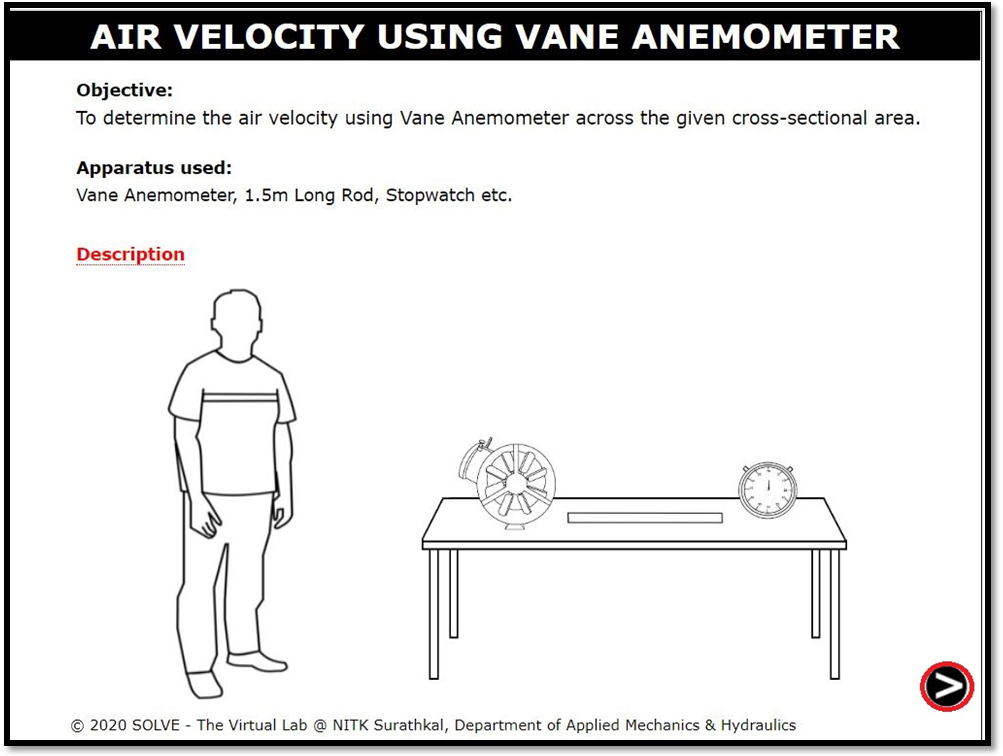 AIR VELOCITY USING VANE ANEMOMETER
Objective:
To determine the air velocity using Vane Anemometer across the given cross-sectional area.
Apparatus used:
Vane Anemometer, 1.5m Long Rod, Stopwatch etc.
Description
© 2020 SOLVE - The Virtual Lab @ NITK Surathkal, Department of Applied Mechanics & Hydraulics